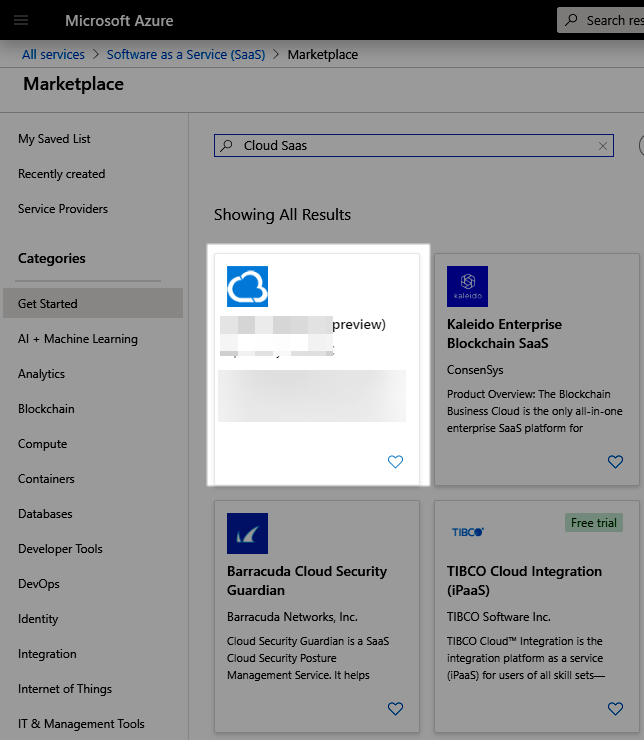 Microsoft Azure
Search res
All services > Software as a Service (SaaS) > Marketplace
Marketplace
My Saved List
Recently created
Service Providers
Categories
Get Started
AI + Machine Learning
Analytics
Blockchain
Compute
Containers
Databases
Developer Tools
DevOps
Identity
Integration
Internet of Things
IT & Management Tools
Cloud Saas
Showing All Results
preview)
kaleido
Kaleido Enterprise
Blockchain SaaS
ConsenSys
Product Overview: The Blockchain
Business Cloud is the only all-in-one
enterprise SaaS platform for
Barracuda Cloud Security
Guardian
Barracuda Networks, Inc.
Cloud Security Guardian is a SaaS
Cloud Security Posture
Management Service. It helps
TIBCO
Free trial
TIBCO Cloud Integration
(iPaaS)
TIBCO Software Inc.
TIBCO Cloud™ Integration is the
integration platform as a service
(iPaaS) for users of all skill sets—